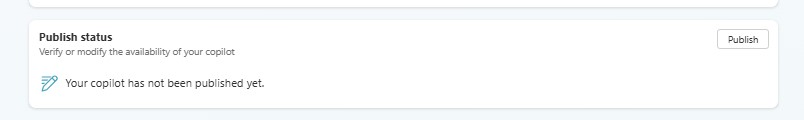 Publish status
Publish
Verify or modify the availability of your copilot
Your copilot has not been published yet.